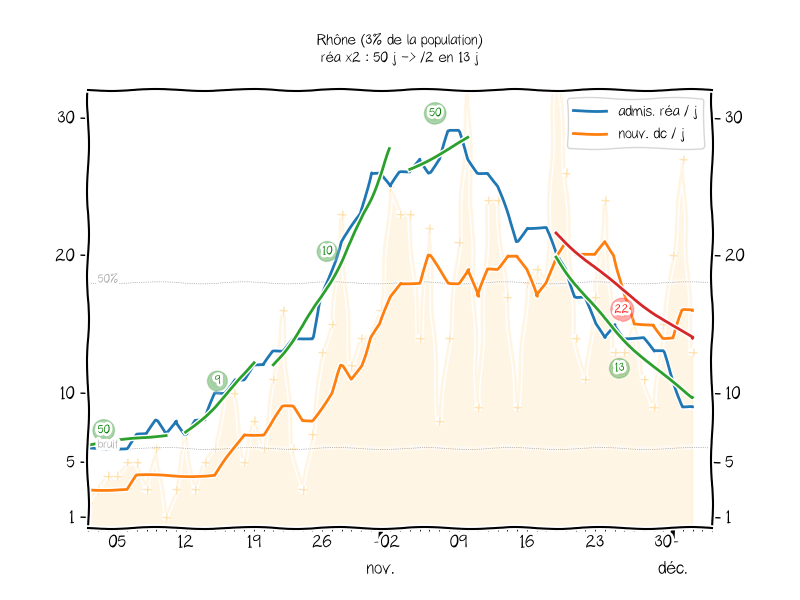 Rhône (3% de la population)
réa x2 : 50 j -> /2 en 13 j
admis. réa / j
nouv. dc / j
30
30
20
20
10
10
5
5
1
1
50%
bruit
50
9
10
50
22
13
05 12 19 26 02 09 16 23 30
nov. déc.